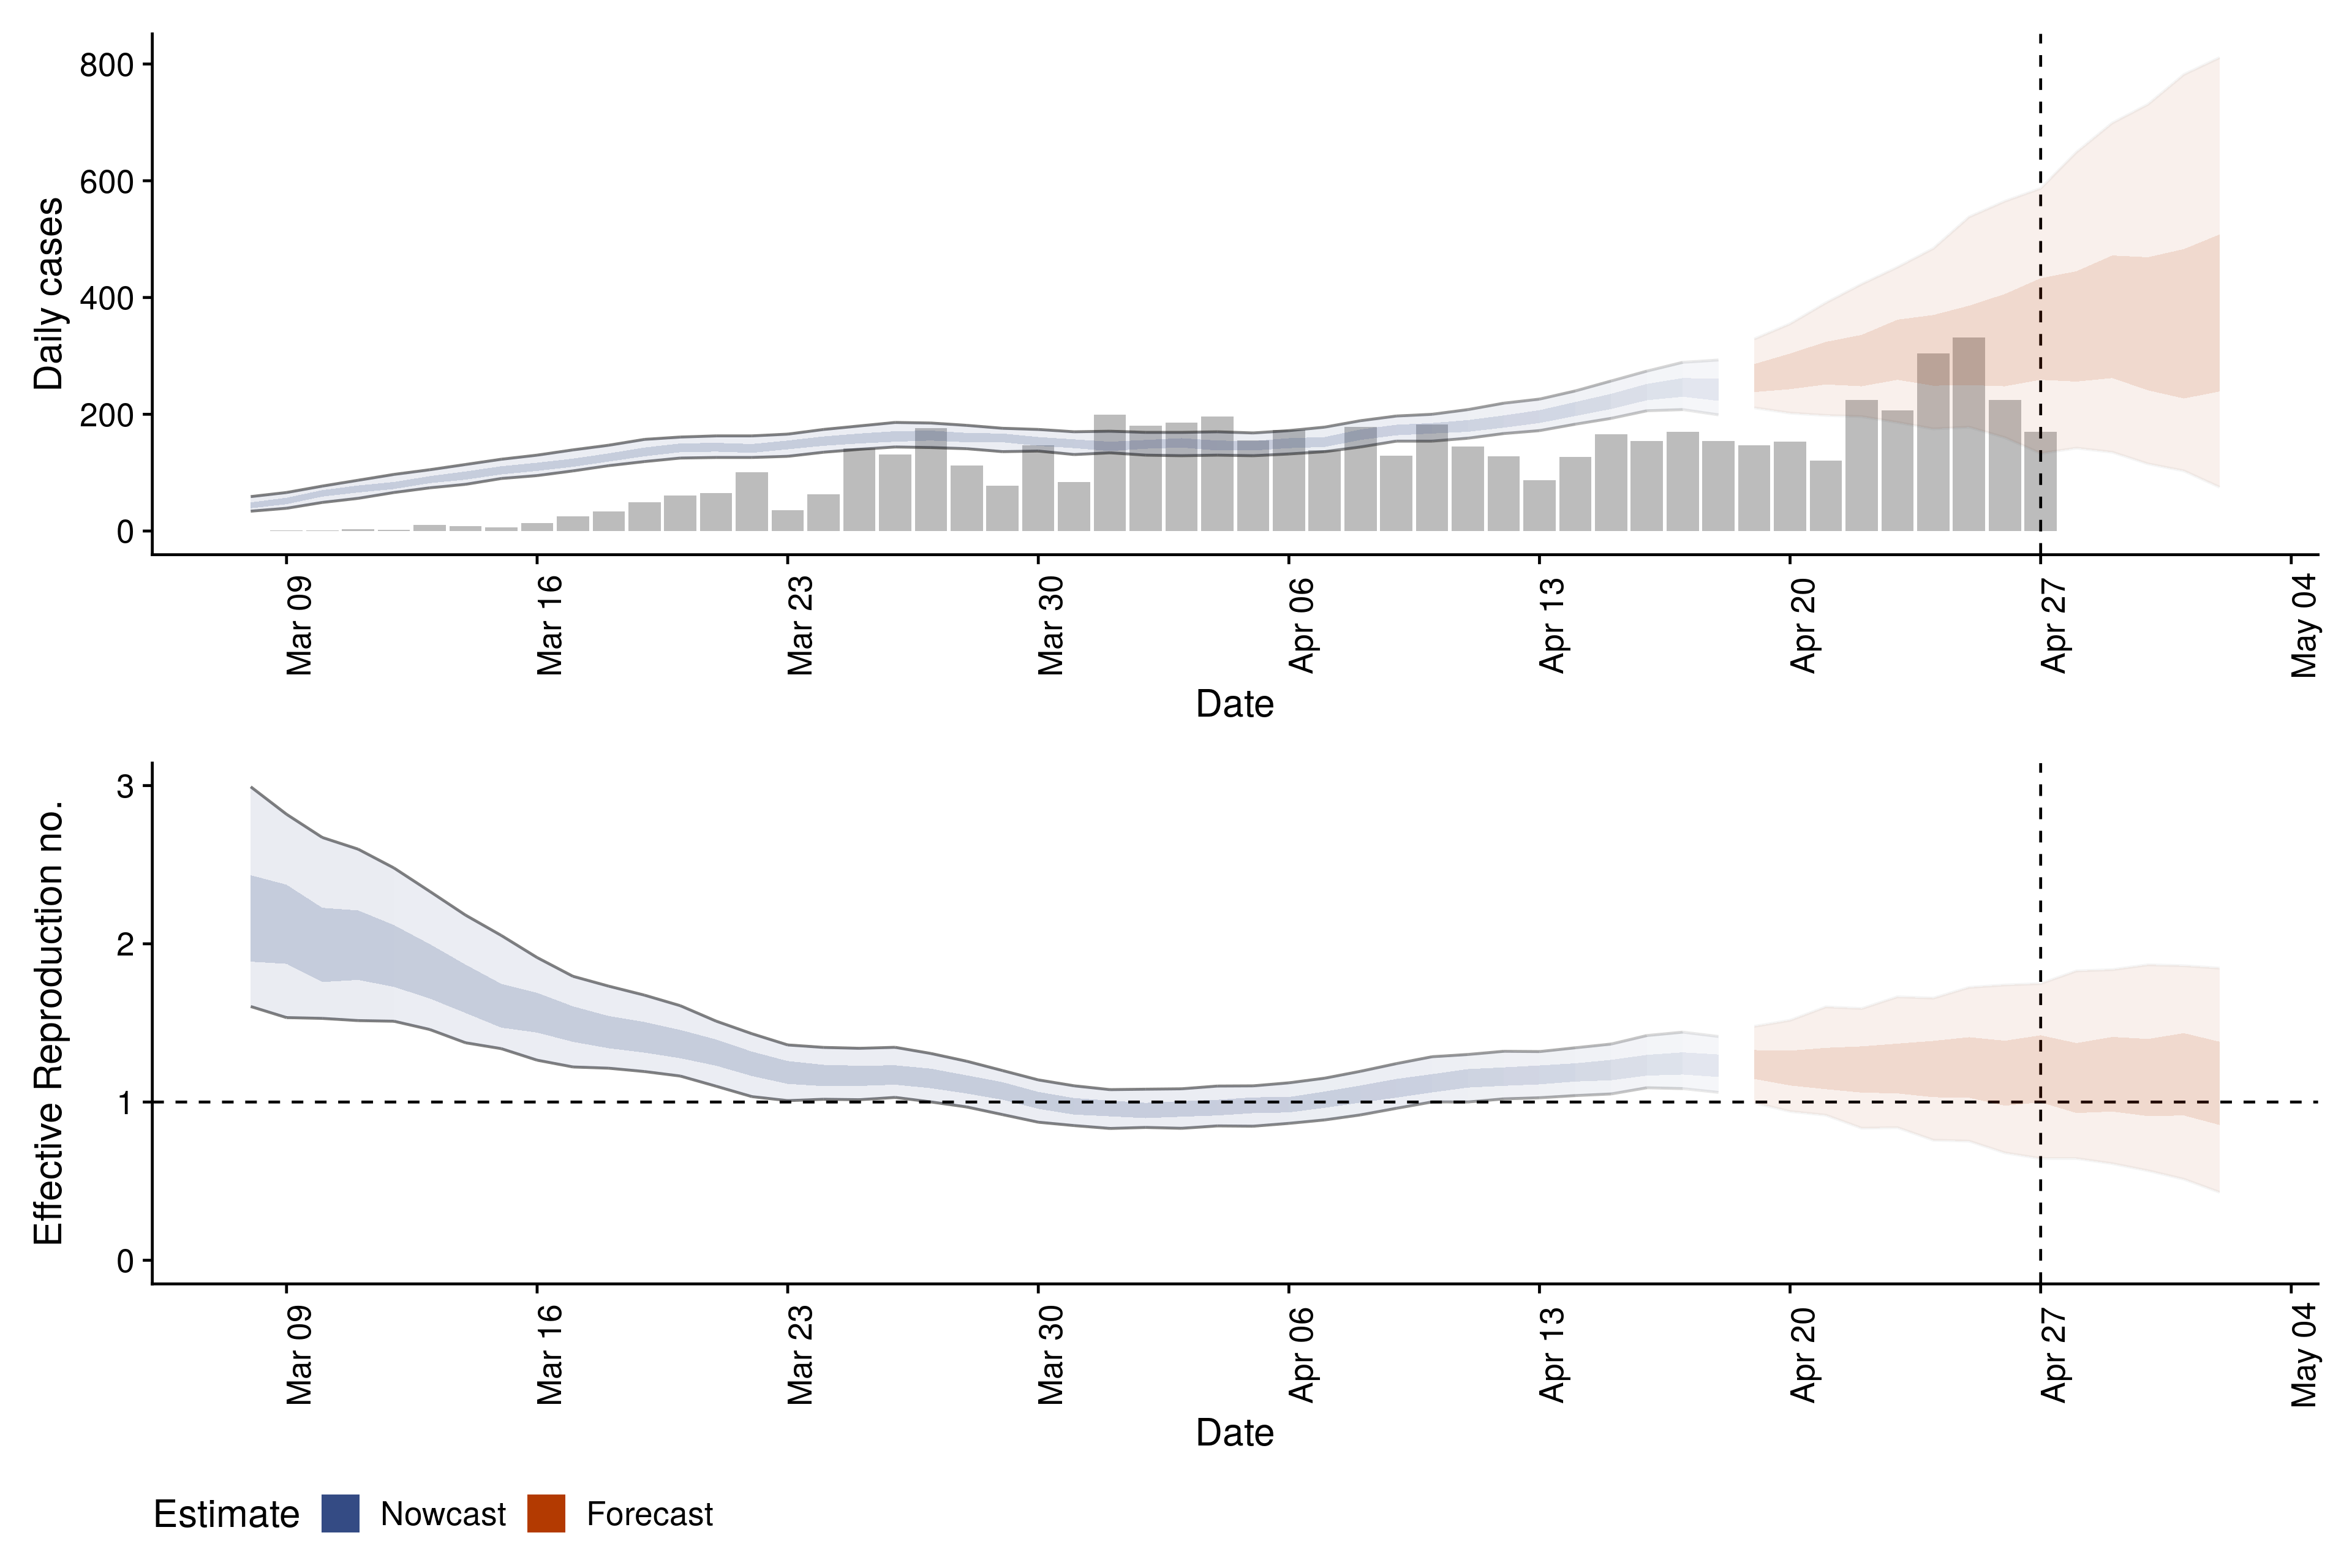 Daily cases
800
600
400
200
0
Mar 09
Mar 16
Mar 23
Mar 30
Apr 06
Apr 13
Apr 20
Apr 27
May 04
Date
Effective Reproduction no.
3
2
1
0
Mar 09
Mar 16
Mar 23
Mar 30
Apr 06
Apr 13
Apr 20
Apr 27
May 04
Date
Estimate Nowcast Forecast